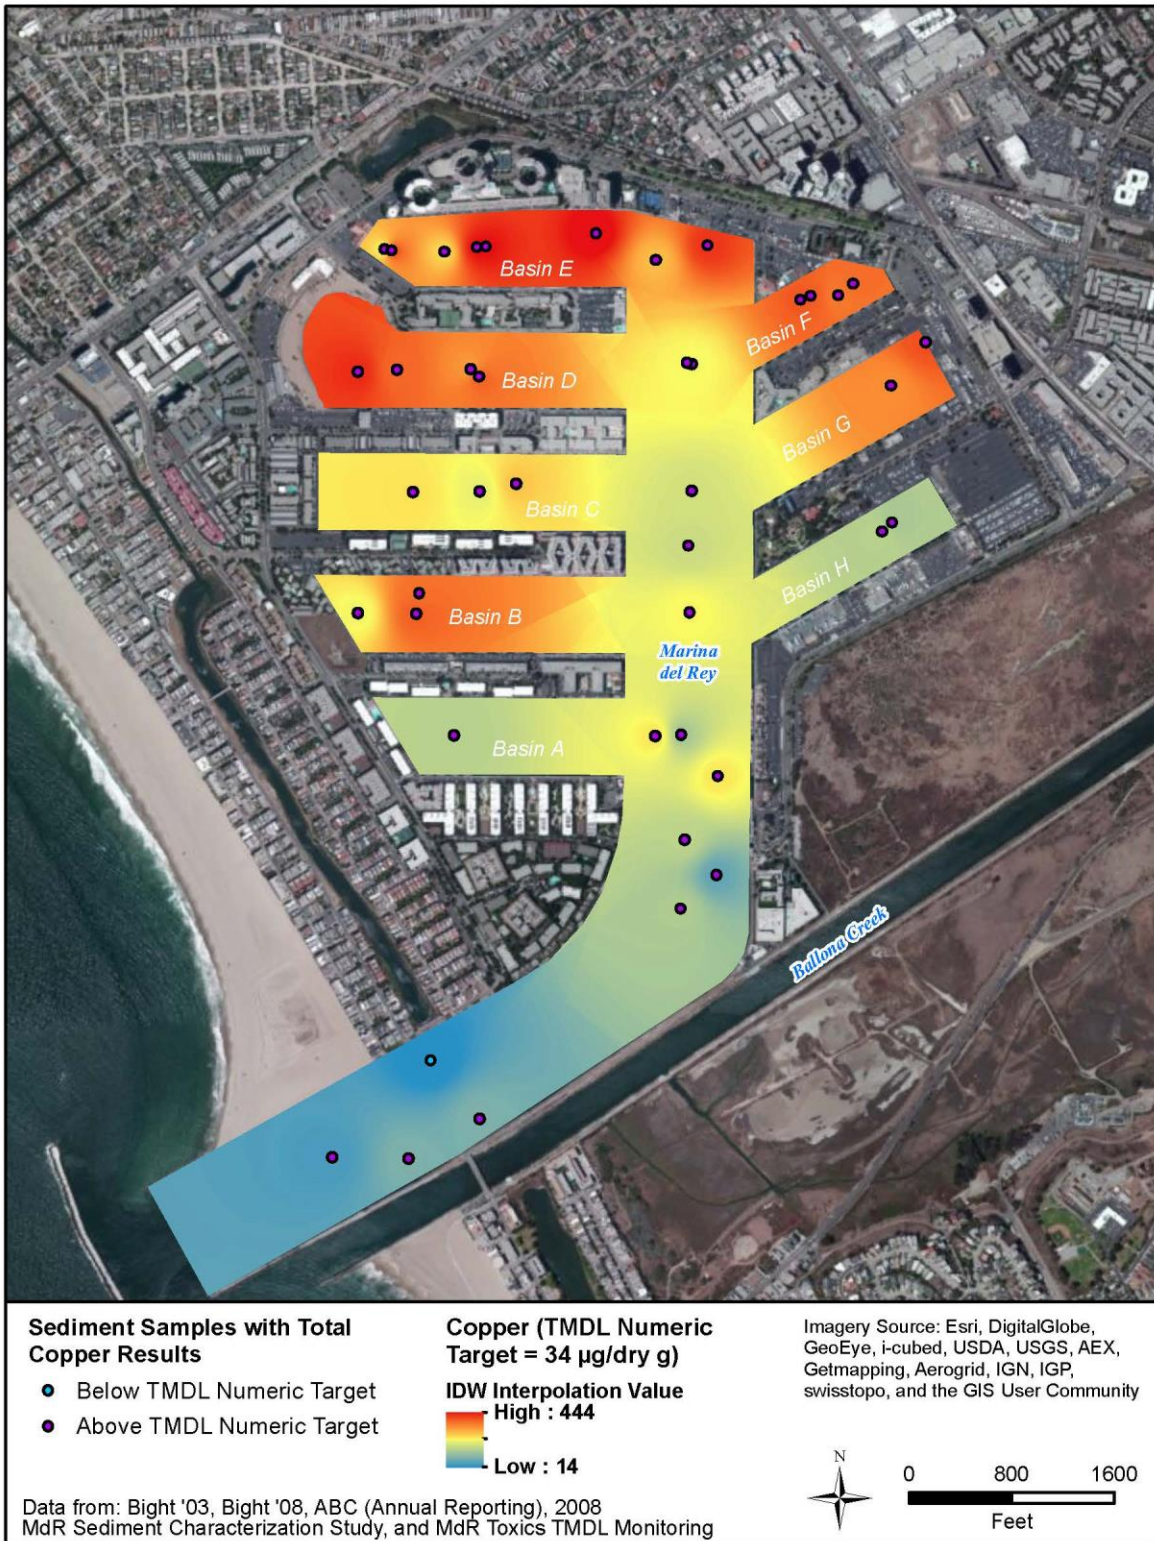 Basin E
Basin F
Basin D
Basin G
Basin C
Basin H
Basin B
Marina
del Rey
Basin A
Ballona Creek
Sediment Samples with Total
Copper Results
Below TMDL Numeric Target
Above TMDL Numeric Target
Data from: Bight '03, Bight '08, ABC (Annual Reporting), 2008
MdR Sediment Characterization Study, and MdR Toxics TMDL Monitoring
Copper (TMDL Numeric
Target = 34 µg/dry g)
IDW Interpolation Value
High : 444
Low : 14
Imagery Source: Esri, DigitalGlobe,
GeoEye, i-cubed, USDA, USGS, AEX,
Getmapping, Aerogrid, IGN, IGP,
swisstopo, and the GIS User Community
N
0 800 1600
Feet